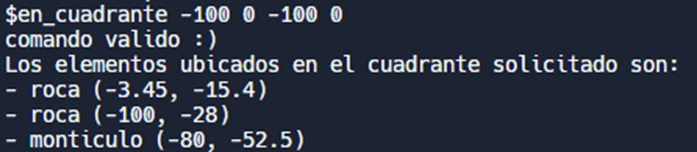 $en_cuadrante -100 0 -100 0
comando valido :)
Los elementos ubicados en el cuadrante solicitado son:
- roca (-3.45, -15.4)
- roca (-100, -28)
- monticulo (-80, -52.5)